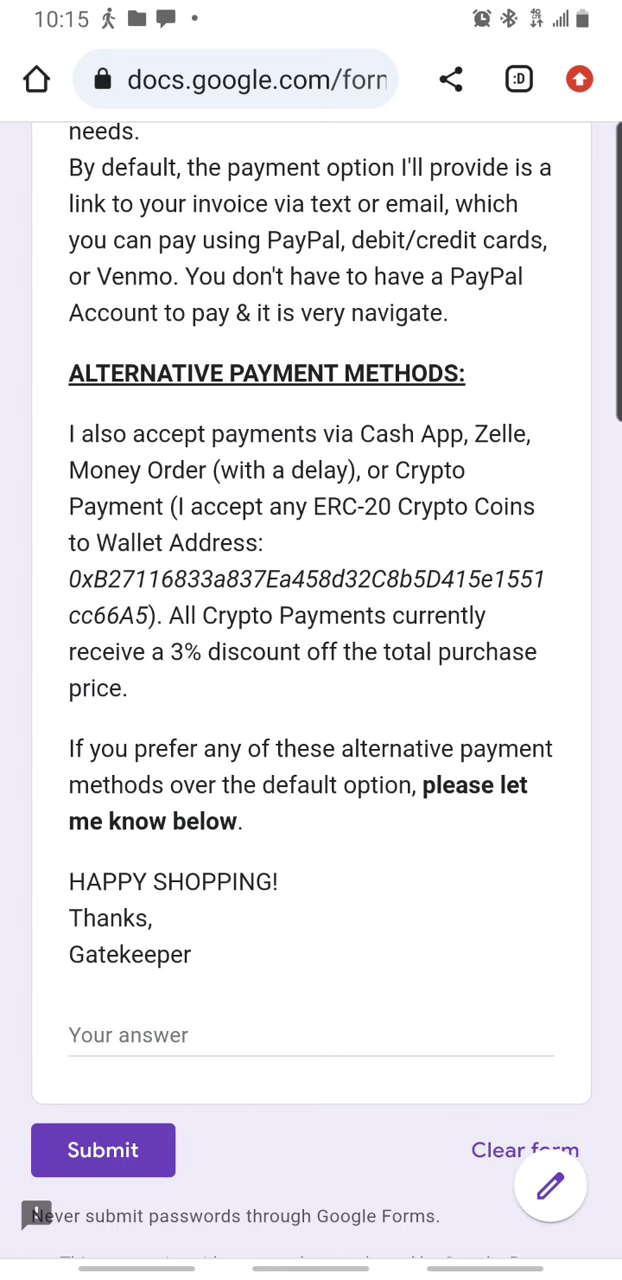 10:15
docs.google.com/forn
:D
needs.
By default, the payment option I'll provide is a
link to your invoice via text or email, which
you can pay using PayPal, debit/credit cards,
or Venmo. You don't have to have a PayPal
Account to pay & it is very navigate.
ALTERNATIVE PAYMENT METHODS:
I also accept payments via Cash App, Zelle,
Money Order (with a delay), or Crypto
Payment (I accept any ERC-20 Crypto Coins
to Wallet Address:
0xB27116833a837Ea458d32C8b5D415e1551
cc66A5). All Crypto Payments currently
receive a 3% discount off the total purchase
price.
If you prefer any of these alternative payment
methods over the default option, please let
me know below.
HAPPY SHOPPING!
Thanks,
Gatekeeper
Your answer
Submit
Clear form
Never submit passwords through Google Forms.